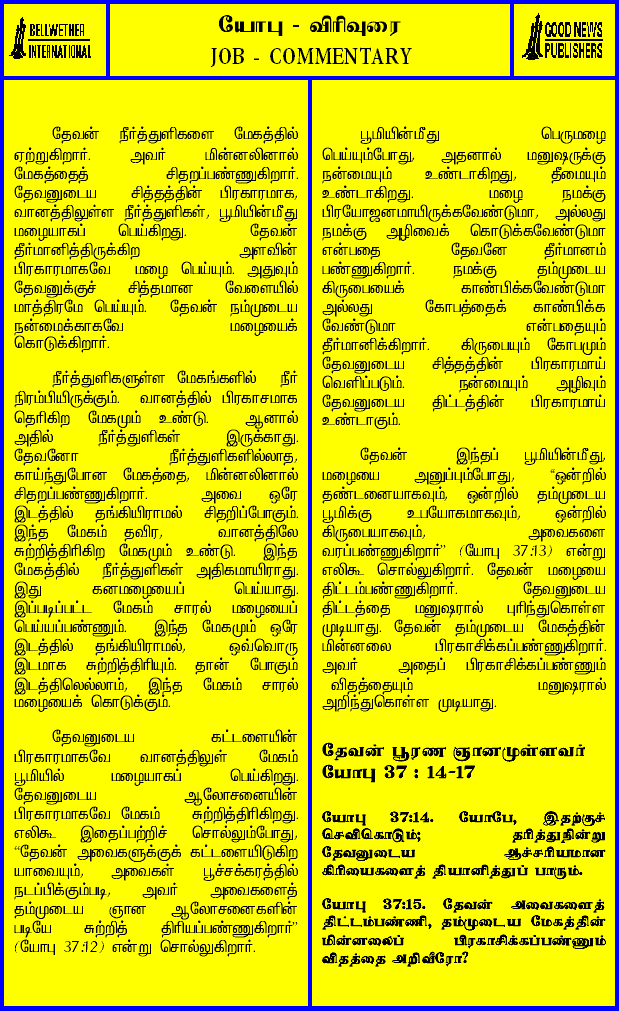 BELLWETHER
INTERNATIONAL
யோபு - விரிவுரை
JOB - COMMENTARY
GOOD NEWS
PUBLISHERS
தேவன் நீர்த்துளிகளை மேகத்தில்
ஏற்றுகிறார். அவர் மின்னலினால்
மேகத்தைத் சிதறப்பண்ணுகிறார்.
தேவனுடைய சித்தத்தின் பிரகாரமாக,
வானத்திலுள்ள நீர்த்துளிகள், பூமியின்மீது
மழையாகப் பெய்கிறது. தேவன்
தீர்மானித்திருக்கிற அளவின்
பிரகாரமாகவே மழை பெய்யும். அதுவும்
தேவனுக்குச் சித்தமான வேளையில்
மாத்திரமே பெய்யும். தேவன் நம்முடைய
நன்மைக்காகவே மழையைக்
கொடுக்கிறார்.
நீர்த்துளிகளுள்ள மேகங்களில் நீர்
நிரம்பியிருக்கும். வானத்தில் பிரகாசமாக
தெரிகிற மேகமும் உண்டு. ஆனால்
அதில் நீர்த்துளிகள் இருக்காது.
தேவனோ நீர்த்துளிகளில்லாத,
காய்ந்துபோன மேகத்தை, மின்னலினால்
சிதறப்பண்ணுகிறார். அவை ஒரே
இடத்தில் தங்கியிராமல் சிதறிப்போகும்.
இந்த மேகம் தவிர, வானத்திலே
சுற்றித்திரிகிற மேகமும் உண்டு. இந்த
மேகத்தில் நீர்த்துளிகள் அதிகமாயிராது.
இது கனமழையைப் பெய்யாது.
இப்படிப்பட்ட மேகம் சாரல் மழையைப்
பெய்யப்பண்ணும். இந்த மேகமும் ஒரே
இடத்தில் தங்கியிராமல், ஒவ்வொரு
இடமாக சுற்றித்திரியும். தான் போகும்
இடத்திலெல்லாம், இந்த மேகம் சாரல்
மழையைக் கொடுக்கும்.
தேவனுடைய கட்டளையின்
பிரகாரமாகவே வானத்திலுள் மேகம்
பூமியில் மழையாகப் பெய்கிறது.
தேவனுடைய ஆலோசனையின்
பிரகாரமாகவே மேகம் சுற்றித்திரிகிறது.
எலிகூ இதைப்பற்றிச் சொல்லும்போது,
“தேவன் அவைகளுக்குக் கட்டளையிடுகிற
யாவையும், அவைகள் பூச்சக்கரத்தில்
நடப்பிக்கும்படி, அவர் அவைகளைத்
தம்முடைய ஞான ஆலோசனைகளின்
படியே சுற்றித் திரியப்பண்ணுகிறார்”
(யோபு 37:12) என்று சொல்லுகிறார்.
பூமியின்மீது பெருமழை
பெய்யும்போது, அதனால் மனுஷருக்கு
நன்மையும் உண்டாகிறது, தீமையும்
உண்டாகிறது. மழை நமக்கு
பிரயோஜனமாயிருக்கவேண்டுமா, அல்லது
நமக்கு அழிவைக் கொடுக்கவேண்டுமா
என்பதை தேவனே தீர்மானம்
பண்ணுகிறார். நமக்கு தம்முடைய
கிருபையைக் காண்பிக்கவேண்டுமா
அல்லது கோபத்தைக் காண்பிக்க
வேண்டுமா என்பதையும்
தீர்மானிக்கிறார். கிருபையும் கோபமும்
தேவனுடைய சித்தத்தின் பிரகாரமாய்
வெளிப்படும். நன்மையும் அழிவும்
தேவனுடைய திட்டத்தின் பிரகாரமாய்
உண்டாகும்.
தேவன் இந்தப் பூமியின்மீது,
மழையை அனுப்பும்போது, “ஒன்றில்
தண்டனையாகவும், ஒன்றில் தம்முடைய
பூமிக்கு உபயோகமாகவும், ஒன்றில்
கிருபையாகவும், அவைகளை
வரப்பண்ணுகிறார்” (யோபு 37:13) என்று
எலிகூ சொல்லுகிறார். தேவன் மழையை
திட்டம்பண்ணுகிறார். தேவனுடைய
திட்டத்தை மனுஷரால் புரிந்துகொள்ள
முடியாது. தேவன் தம்முடைய மேகத்தின்
மின்னலை பிரகாசிக்கப்பண்ணுகிறார்.
அவர் அதைப் பிரகாசிக்கப்பண்ணும்
விதத்தையும் மனுஷரால்
அறிந்துகொள்ள முடியாது.
தேவன் பூரண ஞானமுள்ளவர்
யோபு 37 : 14-17
யோபு 37:14. யோபே, இதற்குச்
செவிகொடும்; தரித்துநின்று
தேவனுடைய ஆச்சரியமான
கிரியைகளைத் தியானித்துப் பாரும்.
யோபு 37:15. தேவன் அவைகளைத்
திட்டம்பண்ணி, தம்முடைய மேகத்தின்
மின்னலைப் பிரகாசிக்கப்பண்ணும்
விதத்தை அறிவீரோ?